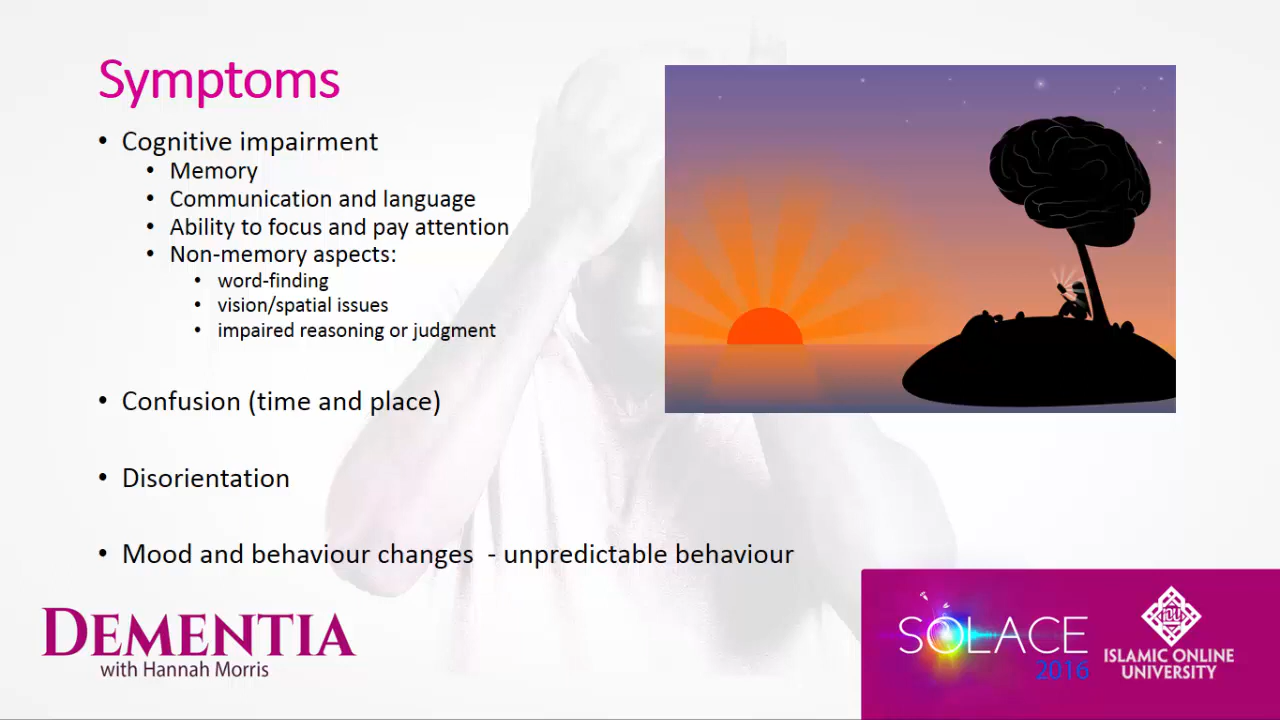 Symptoms
• Cognitive impairment
• Memory
• Communication and language
• Ability to focus and pay attention
• Non-memory aspects:
• word-finding
• vision/spatial issues
• impaired reasoning or judgment
• Confusion (time and place)
• Disorientation
• Mood and behaviour changes - unpredictable behaviour
DEMENTIA
with Hannah Morris
SOLACE
2016
IOU
ISLAMIC ONLINE
UNIVERSITY